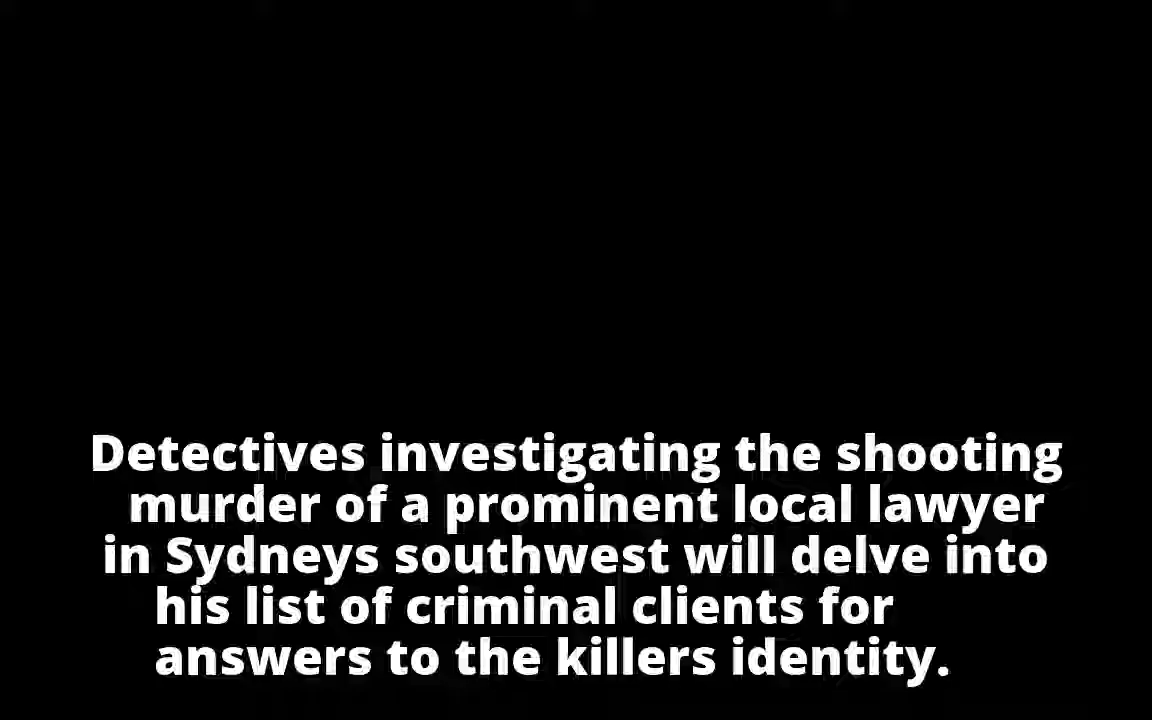 Detectives investigating the shooting
murder of a prominent local lawyer
in Sydneys southwest will delve into
his list of criminal clients for
answers to the killers identity.